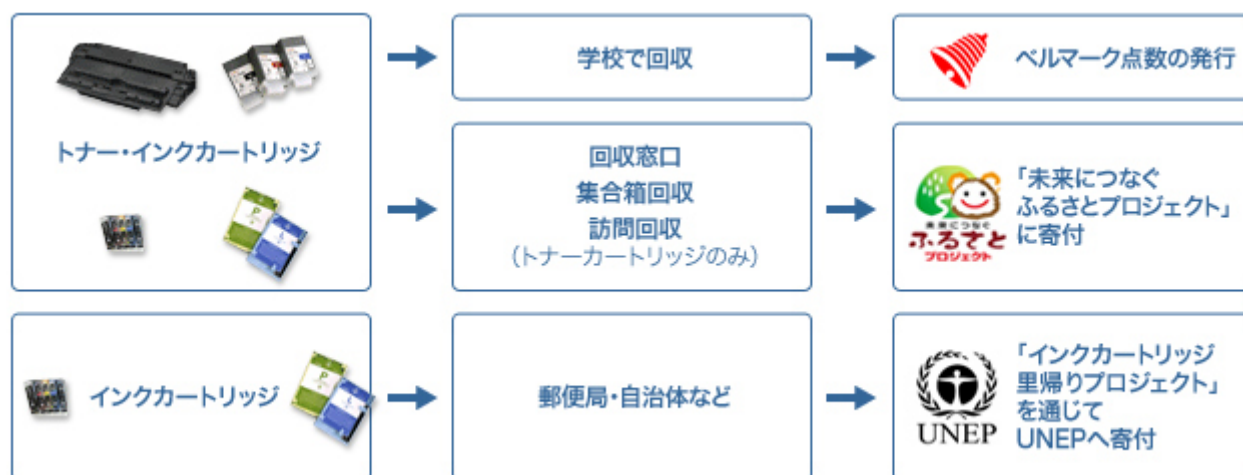 学校で回収
ベルマーク点数の発行
トナー・インクカートリッジ
回収窓口
集合箱回収
訪問回収
(トナーカートリッジのみ)
未来につなぐ
ふるさと
プロジェクト
「未来につなぐ
ふるさとプロジェクト」
に寄付
インクカートリッジ
郵便局・自治体など
UNEP
「インクカートリッジ
里帰りプロジェクト」
を通じて
UNEPへ寄付